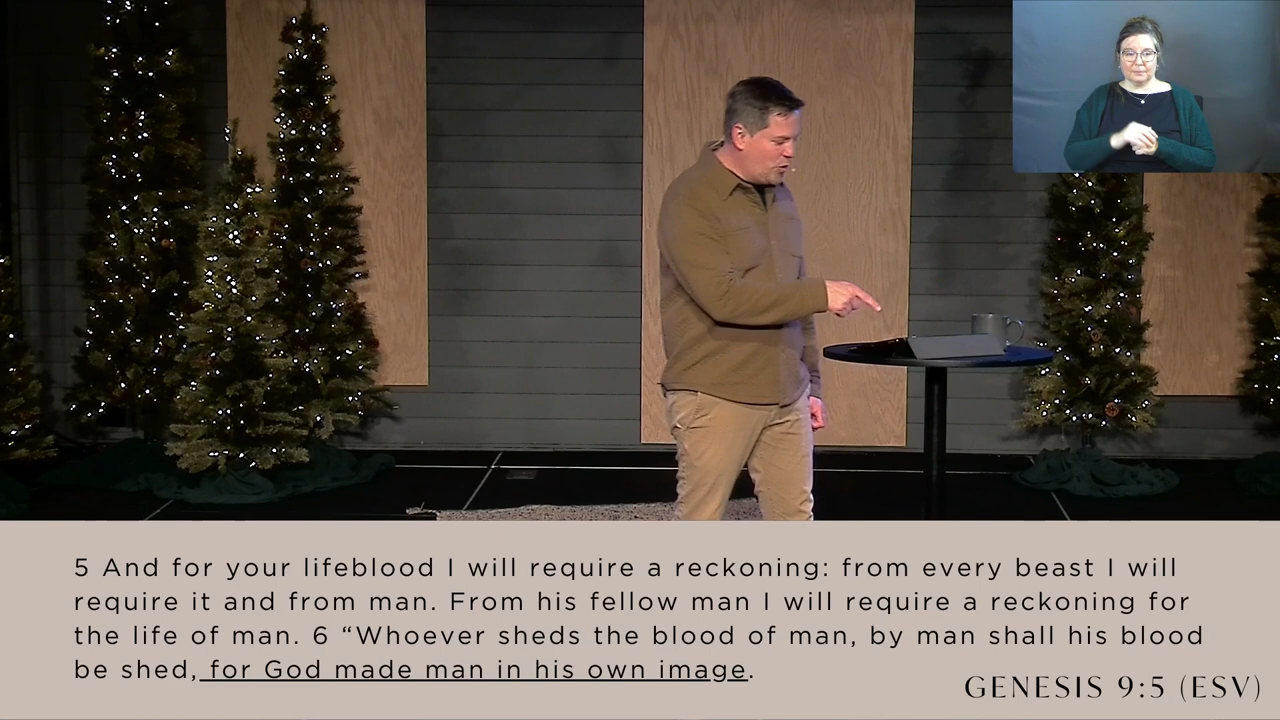 5 And for your lifeblood I will require a reckoning: from every beast I will
require it and from man. From his fellow man I will require a reckoning for
the life of man. 6 “Whoever sheds the blood of man, by man shall his blood
be shed, for God made man in his own image.
GENESIS 9:5 (ESV)